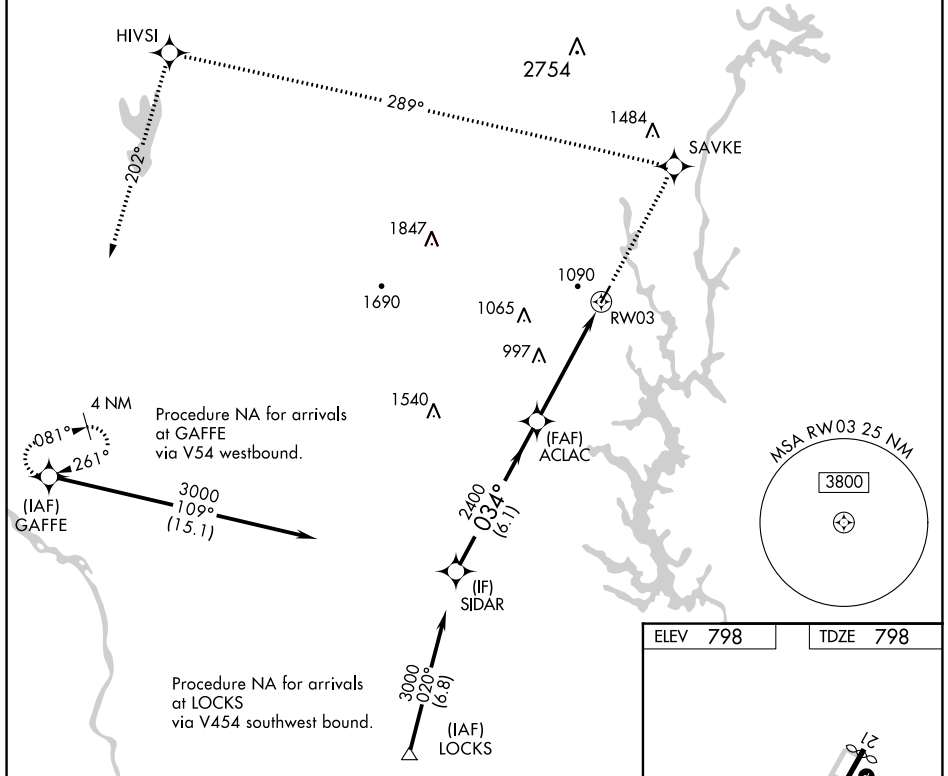 HIVSI
2754
289°
1484
SAVKE
202°
1847
1690
1090
RW03
1065
997
1540
4 NM
081°
261°
Procedure NA for arrivals
at GAFFE
via V54 westbound.
(IAF)
GAFFE
3000
109°
(15.1)
(FAF)
ACLAC
2400
034°
(6.1)
(IF)
SIDAR
MSA RW03 25 NM
3800
3000
020°
(6.8)
Procedure NA for arrivals
at LOCKS
via V454 southwest bound.
(IAF)
LOCKS
ELEV 798
TDZE 798
21